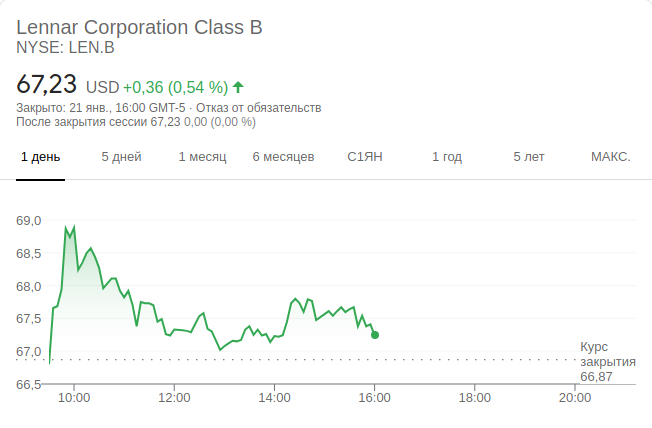 Lennar Corporation Class B
NYSE: LEN.B
67,23 USD +0,36 (0,54 %)
Закрыто: 21 янв., 16:00 GMT-5 · Отказ от обязательств
После закрытия сессии 67,23 0,00 (0,00 %)
1 день 5 дней 1 месяц 6 месяцев С1ЯН 1 год 5 лет МАКС.
69,0
68,5
68,0
67,5
67,0
66,5
Курс
закрытия
66,87
10:00 12:00 14:00 16:00 18:00 20:00